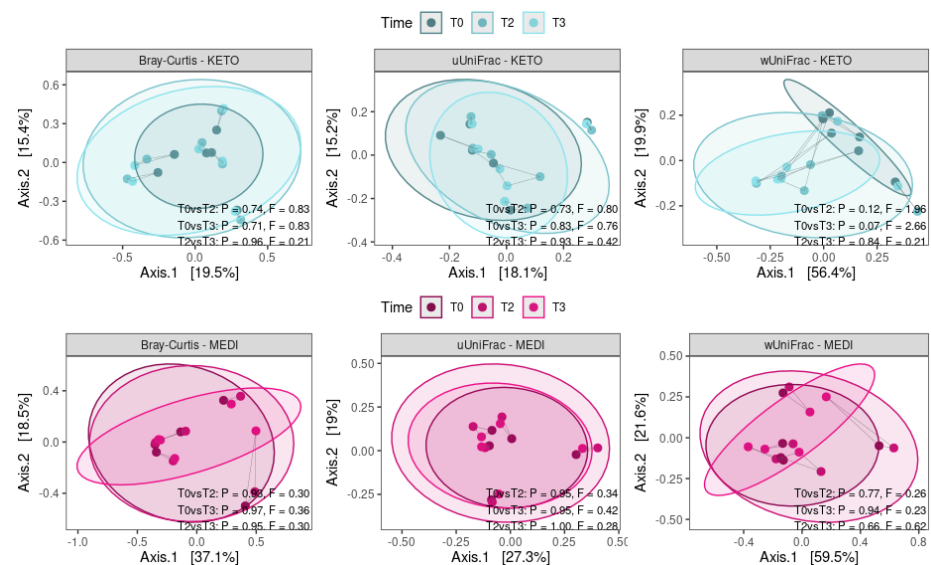 Time T0 T2 T3
Bray-Curtis - KETO
uUniFrac - KETO
wUniFrac - KETO
Axis.2 [15.4%]
0.6
0.3
0.0
-0.3
-0.6
T0vsT2: P = 0.74, F = 0.83
T0vsT3: P = 0.71, F = 0.83
T2vsT3: P = 0.96, F = 0.21
-0.5 0.0 0.5
Axis.1 [19.5%]
Axis.2 [15.2%]
0.2
0.0
-0.2
-0.4
T0vsT2: P = 0.73, F = 0.80
T0vsT3: P = 0.83, F = 0.76
T2vsT3: P = 0.93, F = 0.42
-0.4 -0.2 0.0 0.2
Axis.1 [18.1%]
Axis.2 [19.9%]
0.2
0.0
-0.2
T0vsT2: P = 0.12, F = 1.96
T0vsT3: P = 0.07, F = 2.66
T2vsT3: P = 0.84, F = 0.21
-0.50 -0.25 0.00 0.25 0.50
Axis.1 [56.4%]
Time T0 T2 T3
Bray-Curtis - MEDI
uUniFrac - MEDI
wUniFrac - MEDI
Axis.2 [18.5%]
0.4
0.0
-0.4
T0vsT2: P = F = 0.30
T0vsT3: P = 0.97, F = 0.36
T2vsT3: P = 0.95, F = 0.30
-1.0 -0.5 0.0 0.5
Axis.1 [37.1%]
Axis.2 [19%]
0.50
0.25
0.00
-0.25
T0vsT2: P = 0.95, F = 0.34
T0vsT3: P = 0.95, F = 0.42
T2vsT3: P = 1.00, F = 0.28
-0.50 -0.25 0.00 0.25
Axis.1 [27.3%]
Axis.2 [21.6%]
0.50
0.25
0.00
-0.25
-0.50
T0vsT2: P = 0.77, F = 0.26
T0vsT3: P = 0.94, F = 0.23
T2vsT3: P = 0.66, F = 0.62
-0.4 0.0 0.4 0.8
Axis.1 [59.5%]